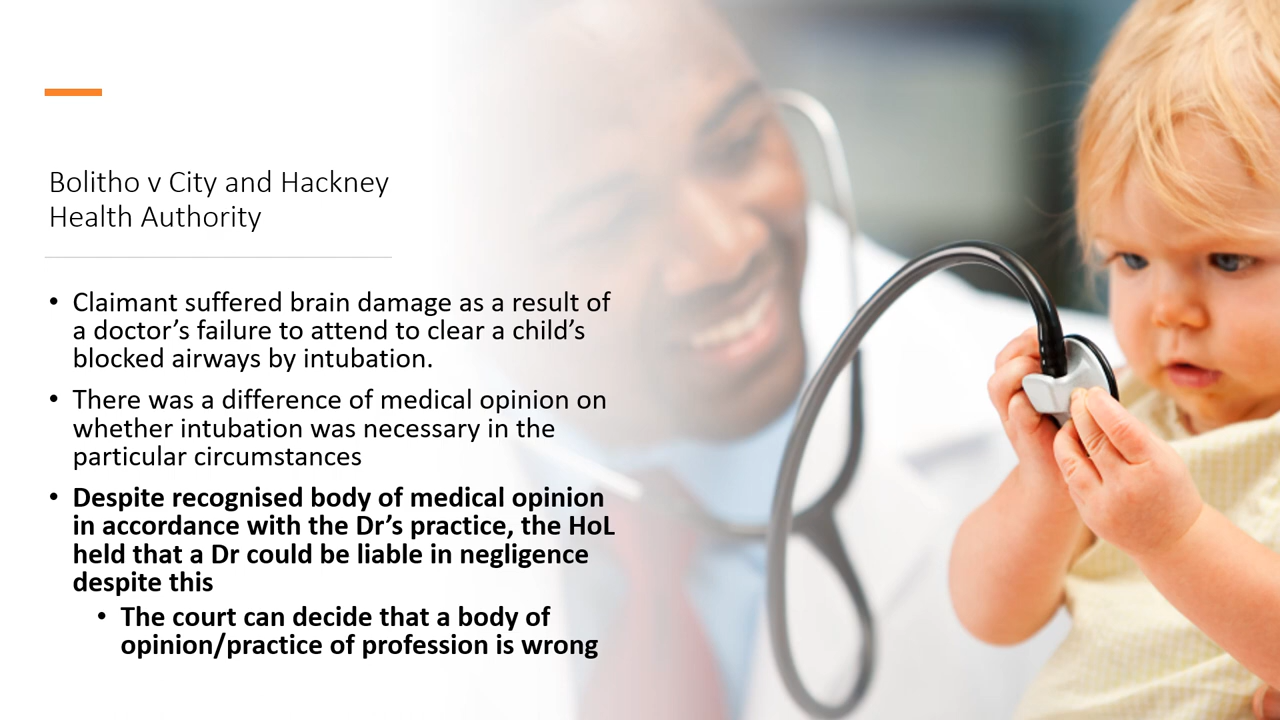 Bolitho v City and Hackney
Health Authority
• Claimant suffered brain damage as a result of
a doctor’s failure to attend to clear a child’s
blocked airways by intubation.
• There was a difference of medical opinion on
whether intubation was necessary in the
particular circumstances
• Despite recognised body of medical opinion
in accordance with the Dr’s practice, the HoL
held that a Dr could be liable in negligence
despite this
• The court can decide that a body of
opinion/practice of profession is wrong